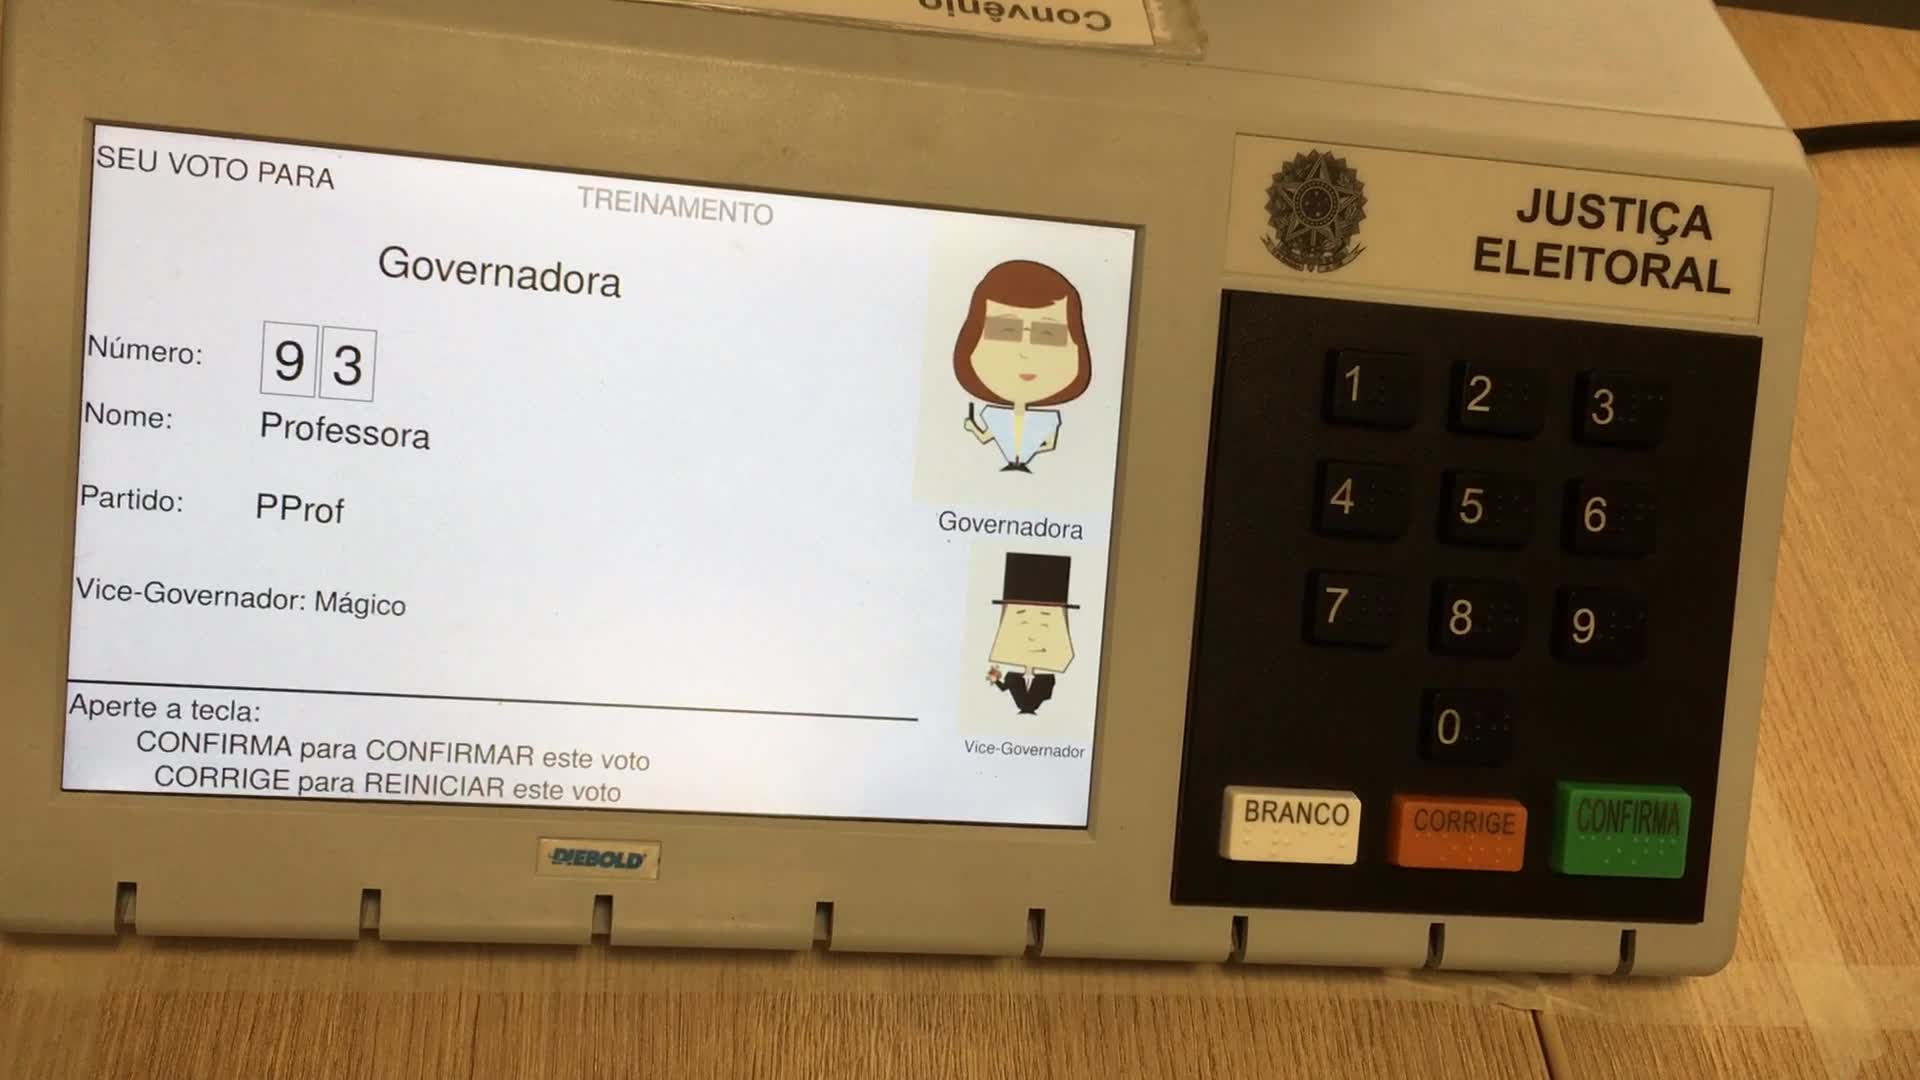 Convênio
SEU VOTO PARA
TREINAMENTO
Governadora
Número: 9 3
Nome: Professora
Partido: PProf
Vice-Governador: Mágico
Governadora
Vice-Governador
Aperte a tecla:
CONFIRMA para CONFIRMAR este voto
CORRIGE para REINICIAR este voto
DIEBOLD
JUSTIÇA
ELEITORAL
1 2 3
4 5 6
7 8 9
0
BRANCO CORRIGE CONFIRMA